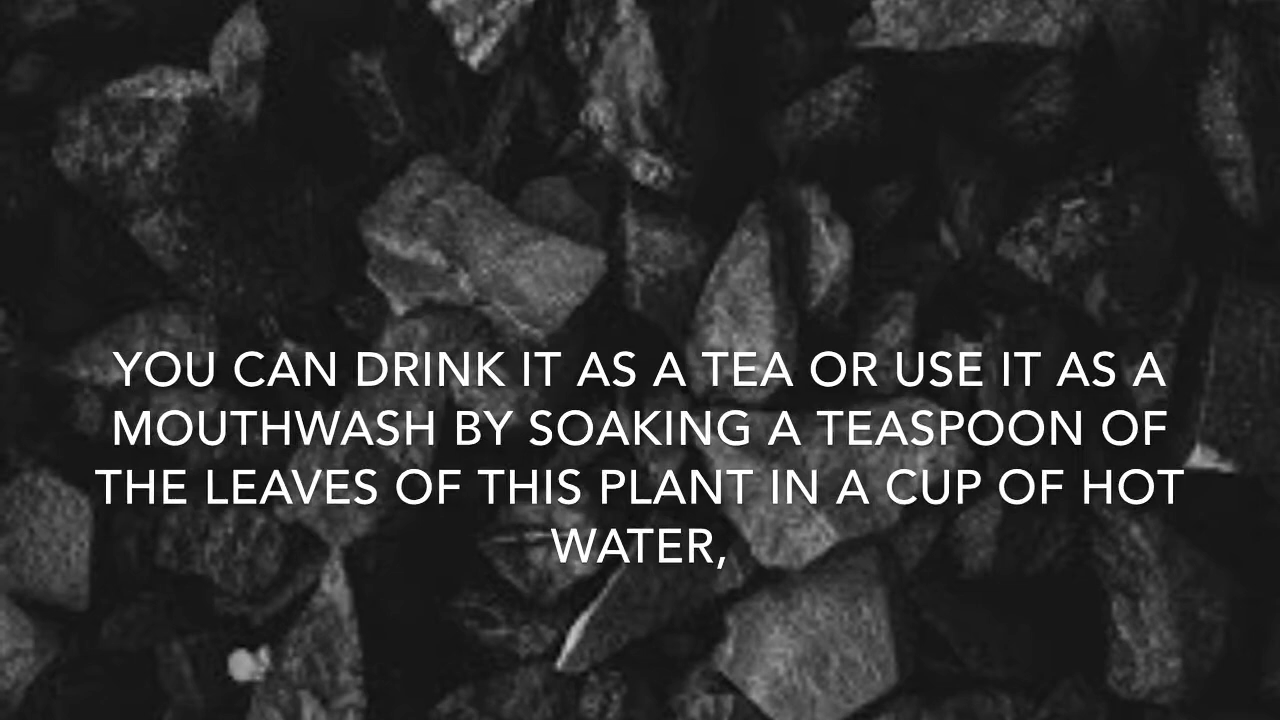 YOU CAN DRINK IT AS A TEA OR USE IT AS A
MOUTHWASH BY SOAKING A TEASPOON OF
THE LEAVES OF THIS PLANT IN A CUP OF HOT
WATER,